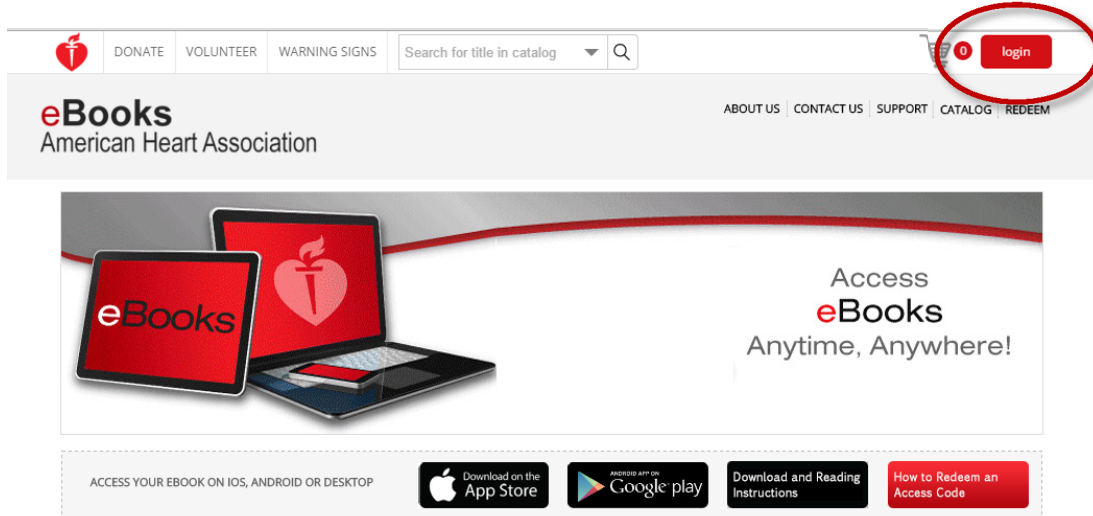 DONATE VOLUNTEER WARNING SIGNS Search for title in catalog 0 login
eBooks
American Heart Association
ABOUT US CONTACT US SUPPORT CATALOG REDEEM
eBooks
Access
eBooks
Anytime, Anywhere!
ACCESS YOUR EBOOK ON IOS, ANDROID OR DESKTOP
Download on the
App Store
ANDROID APP ON
Google play
Download and Reading
Instructions
How to Redeem an
Access Code